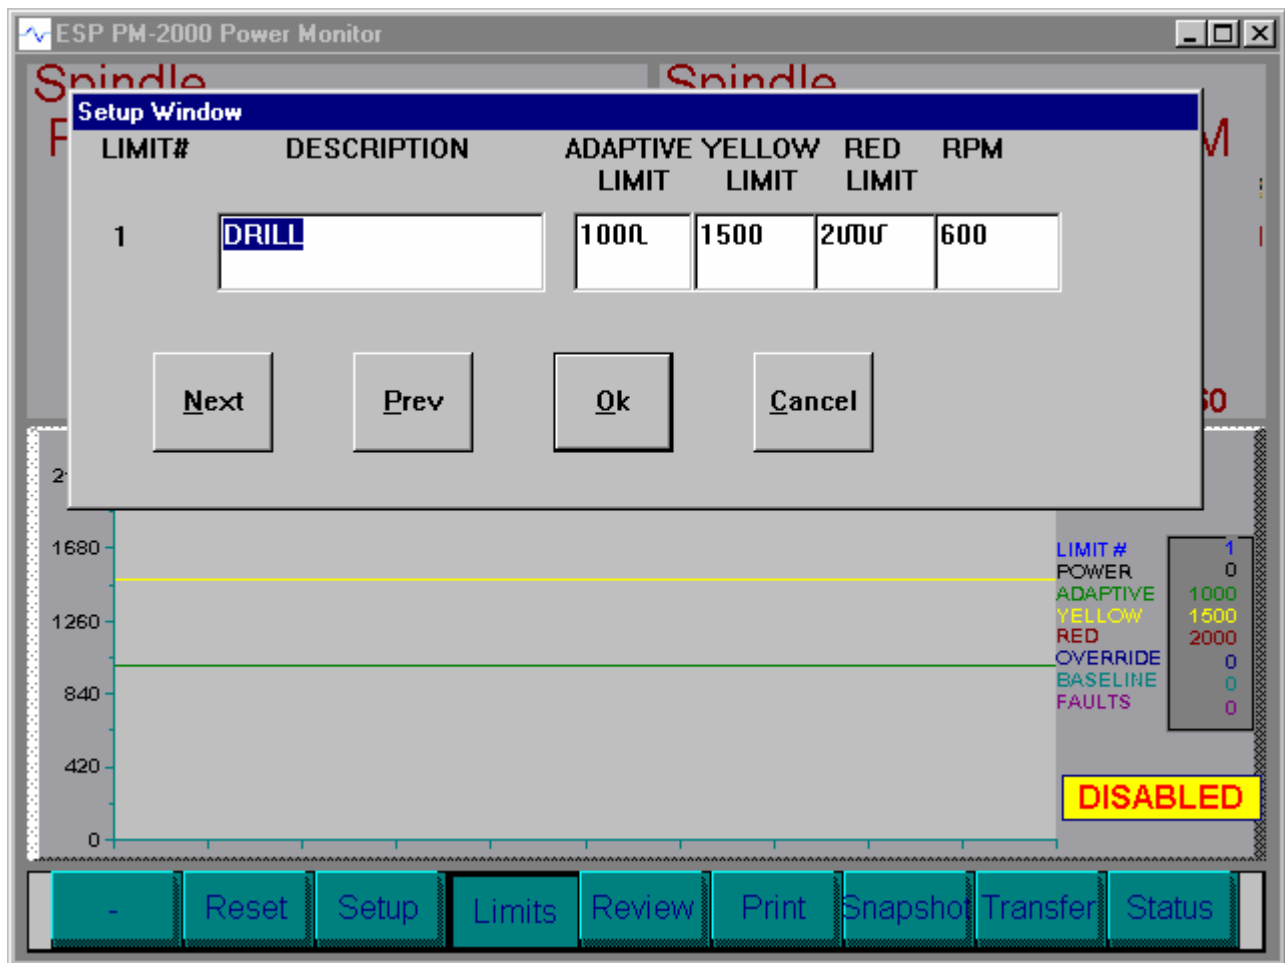 ESP PM-2000 Power Monitor
Spindle Spindle
Setup Window
LIMIT# DESCRIPTION ADAPTIVE LIMIT YELLOW LIMIT RED LIMIT RPM
1 DRILL 1000 1500 2000 600
Next Prev Ok Cancel
1680
1260
840
420
0
LIMIT # 1
POWER 0
ADAPTIVE 1000
YELLOW 1500
RED 2000
OVERRIDE 0
BASELINE 0
FAULTS 0
DISABLED
- Reset Setup Limits Review Print Snapshot Transfer Status